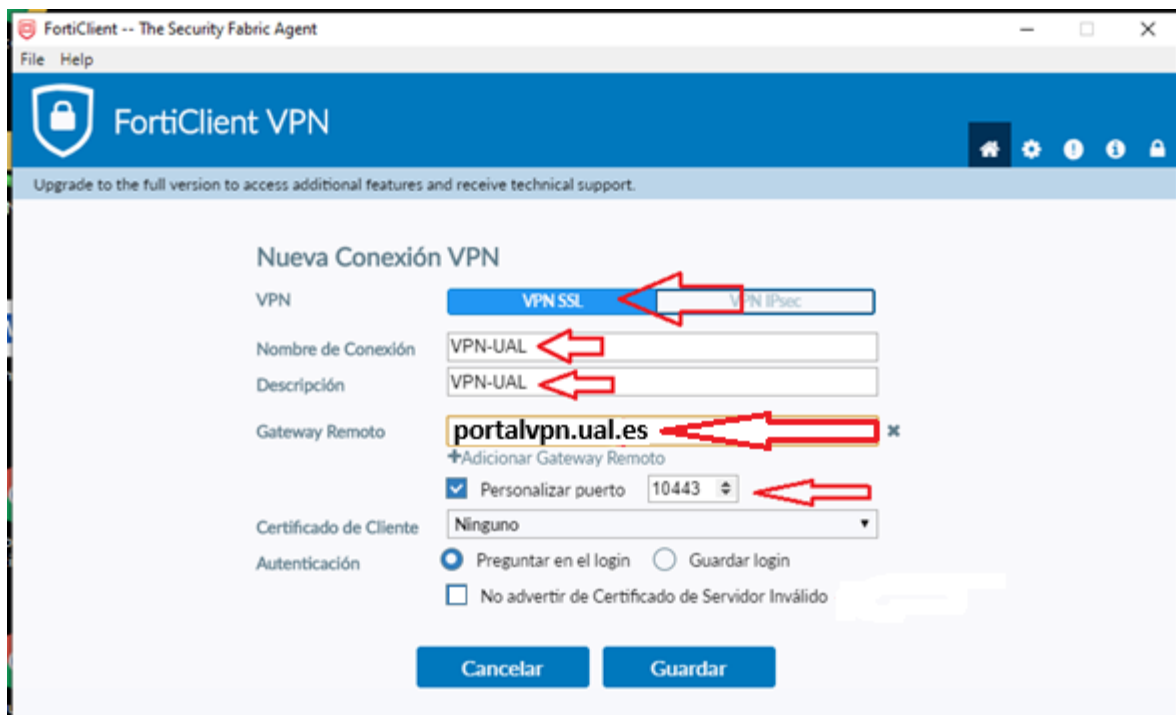 FortiClient -- The Security Fabric Agent
File Help
FortiClient VPN
Upgrade to the full version to access additional features and receive technical support.
Nueva Conexión VPN
VPN VPN SSL VPN IPsec
Nombre de Conexión VPN-UAL
Descripción VPN-UAL
Gateway Remoto portalvpn.ual.es
+Adicionar Gateway Remoto
Personalizar puerto 10443
Certificado de Cliente Ninguno
Autenticación Preguntar en el login Guardar login
No advertir de Certificado de Servidor Inválido
Cancelar Guardar